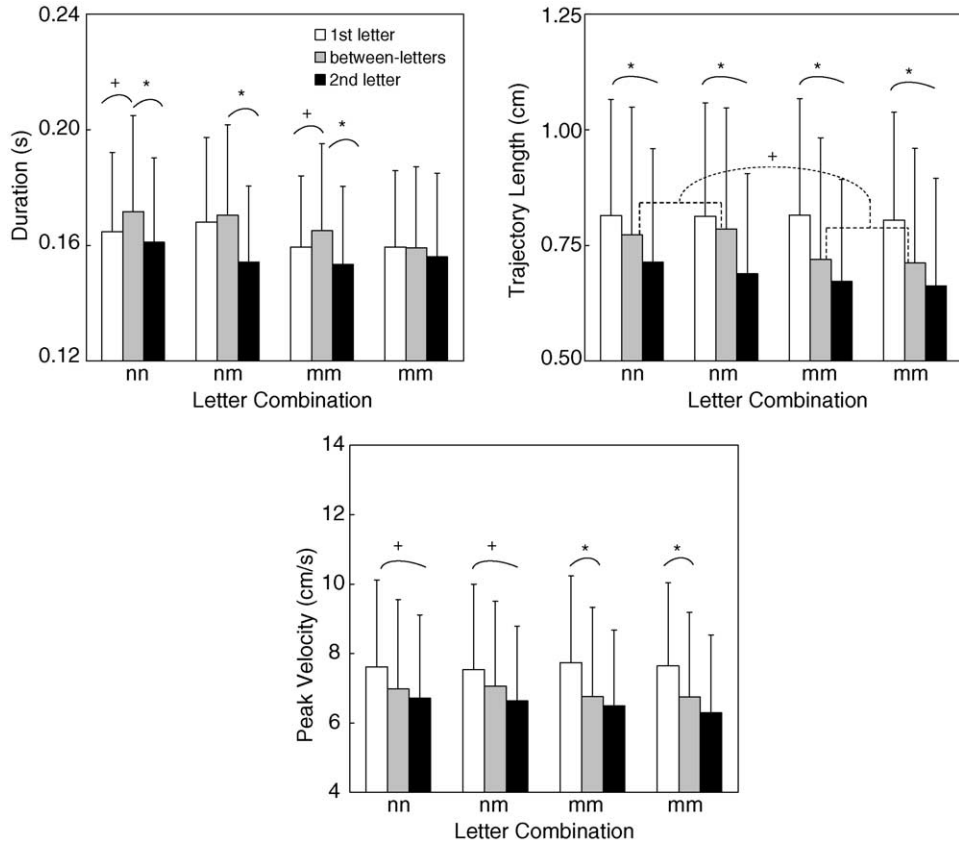 0.24
0.20
0.16
0.12
Duration (s)
1st letter
between-letters
2nd letter
+ * * + *
nn nm mm mm
Letter Combination
1.25
1.00
0.75
0.50
Trajectory Length (cm)
* * * *
+
nn nm mm mm
Letter Combination
14
12
10
8
6
4
Peak Velocity (cm/s)
+ + * *
nn nm mm mm
Letter Combination